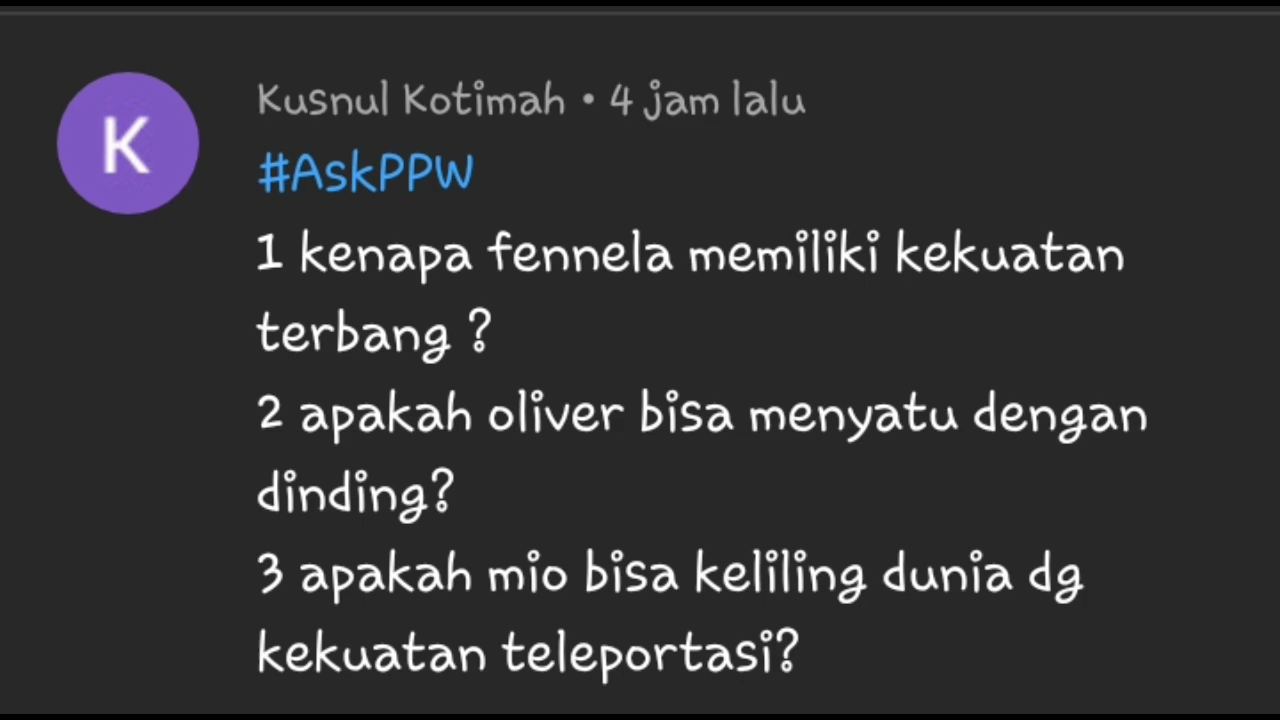 K
Kusnul Kotimah • 4 jam lalu
#AskPPW
1 kenapa fennela memiliki kekuatan
terbang ?
2 apakah oliver bisa menyatu dengan
dinding?
3 apakah mio bisa keliling dunia dg
kekuatan teleportasi?